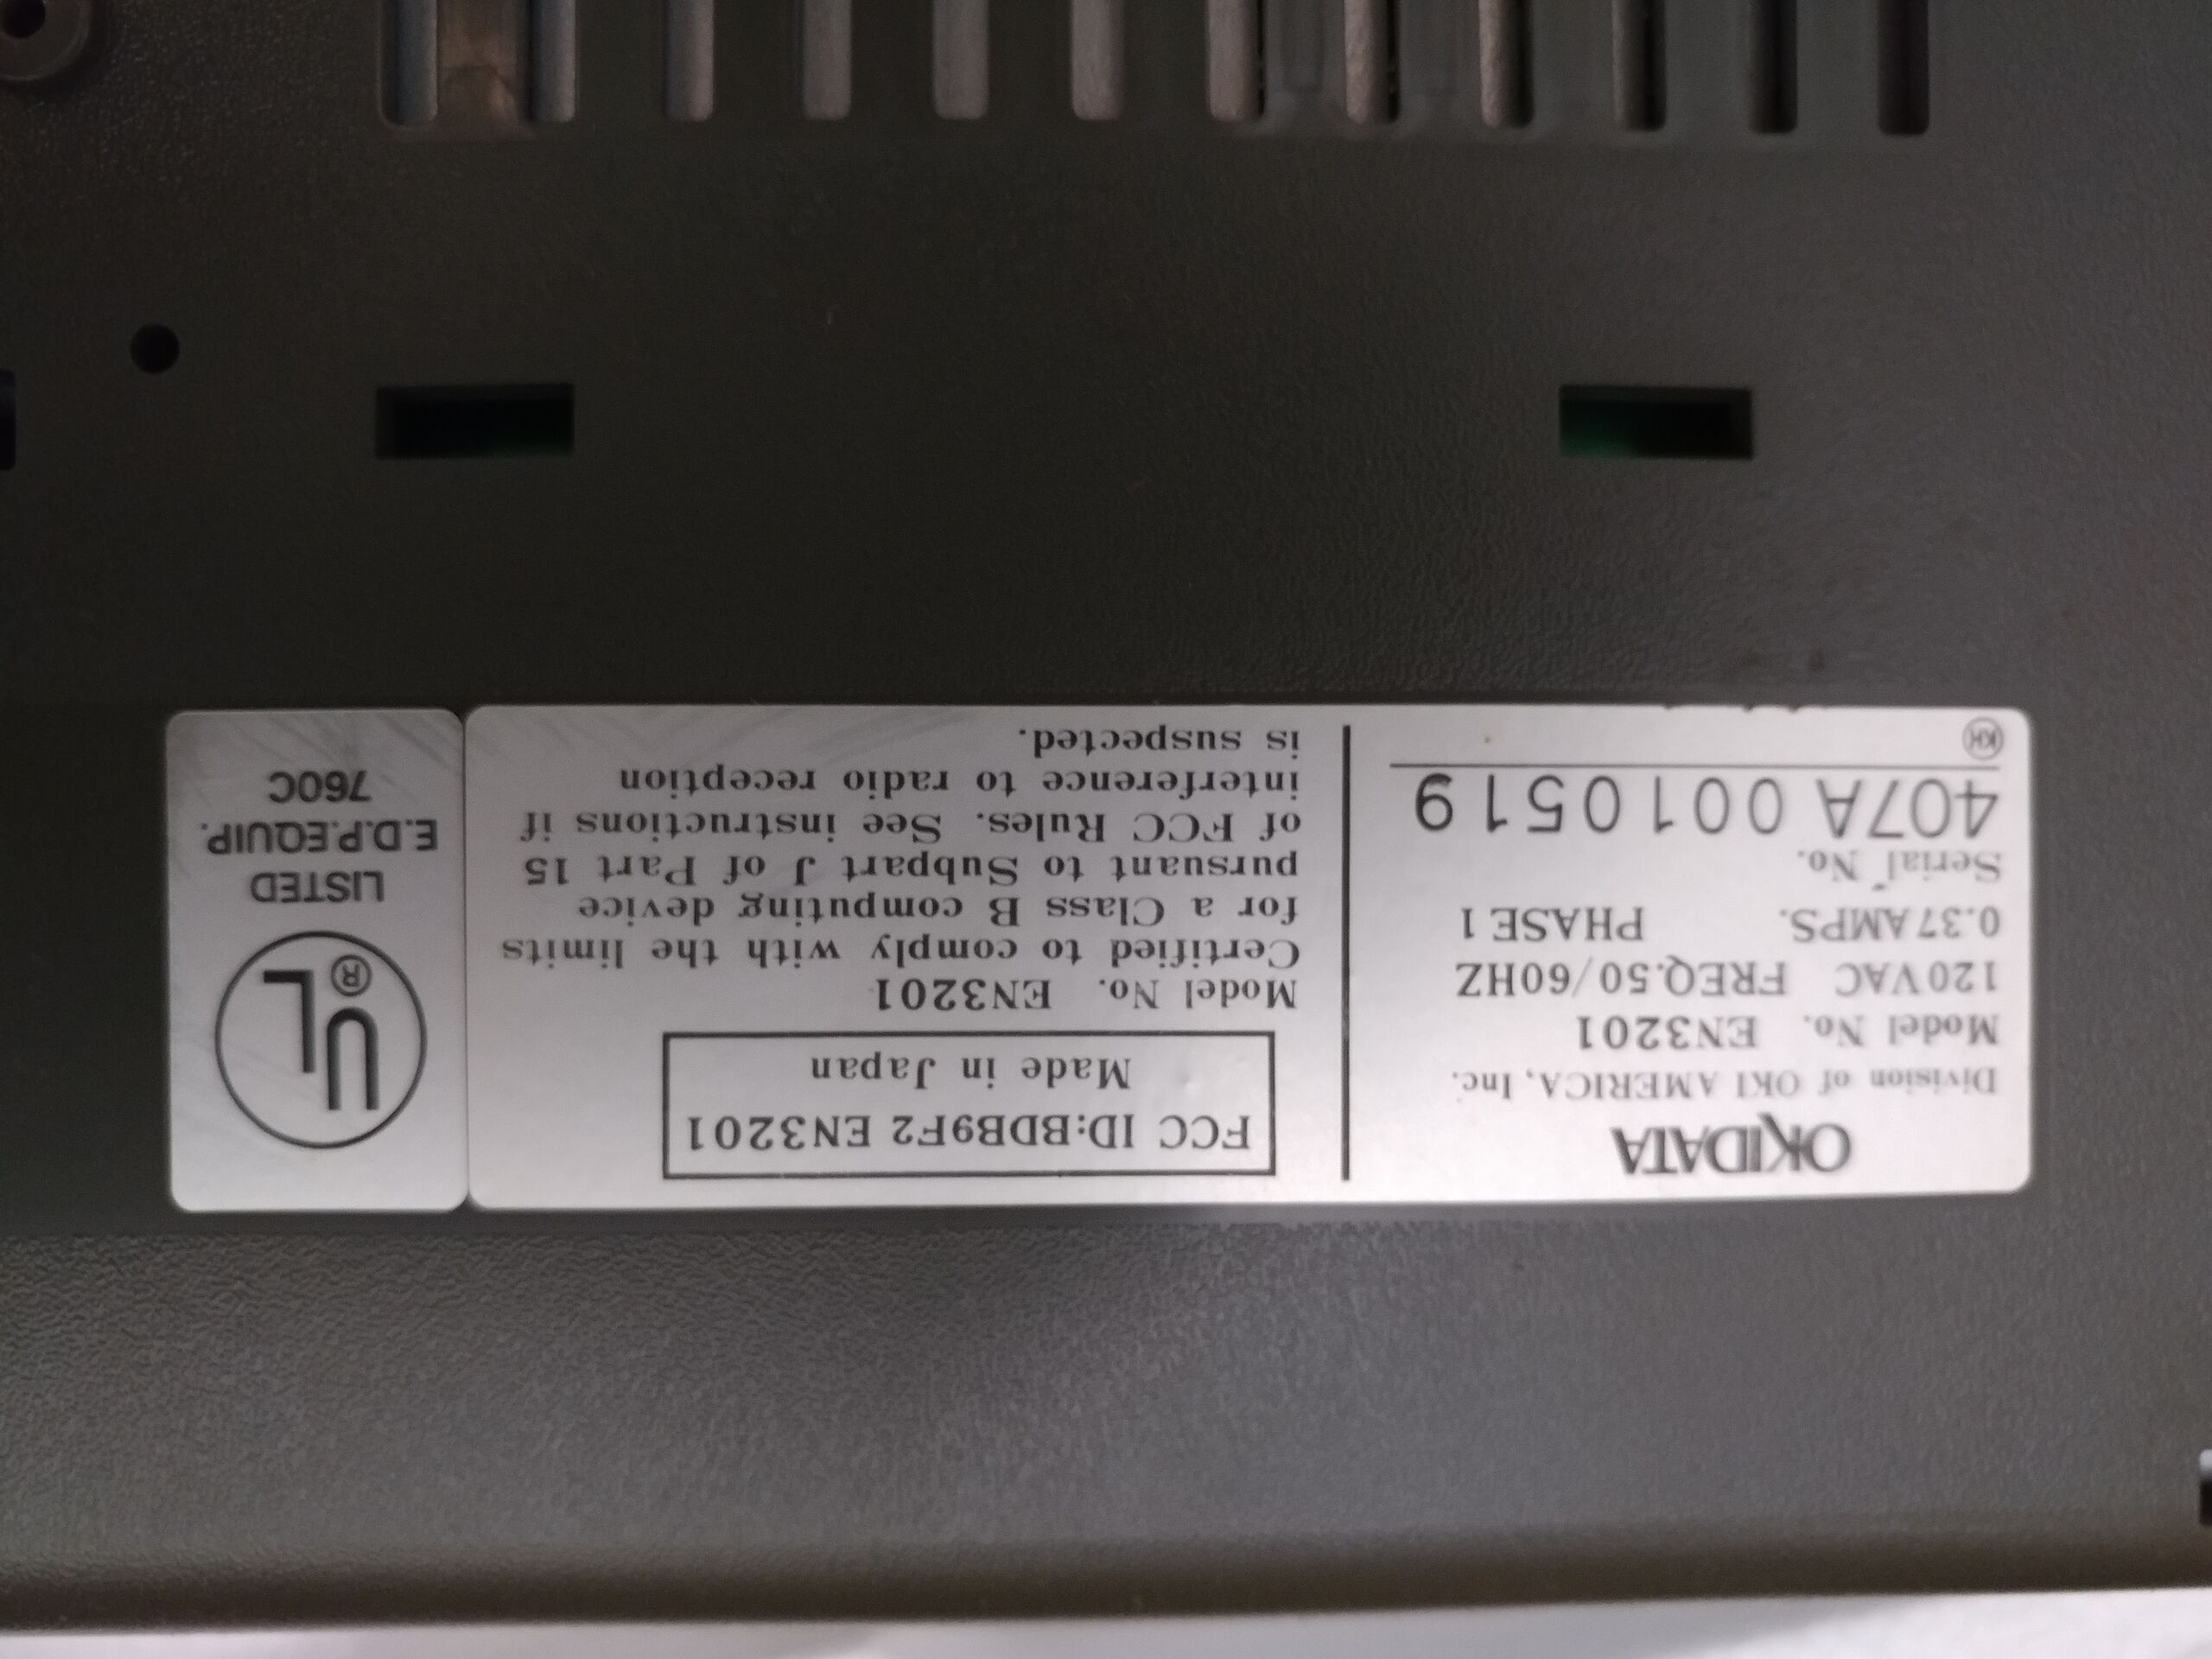 OKIDATA
Division of OKI AMERICA, Inc.
Model No. EN3201
120VAC FREQ.50/60HZ
0.37AMPS. PHASE 1
Serial No.
407A 0010519
KH
FCC ID:BDB9F2 EN3201
Made in Japan
Model No. EN3201
Certified to comply with the limits
for a Class B computing device
pursuant to Subpart J of Part 15
of FCC Rules. See instructions if
interference to radio reception
is suspected.
UL®
LISTED
E.D.P.EQUIP.
760C